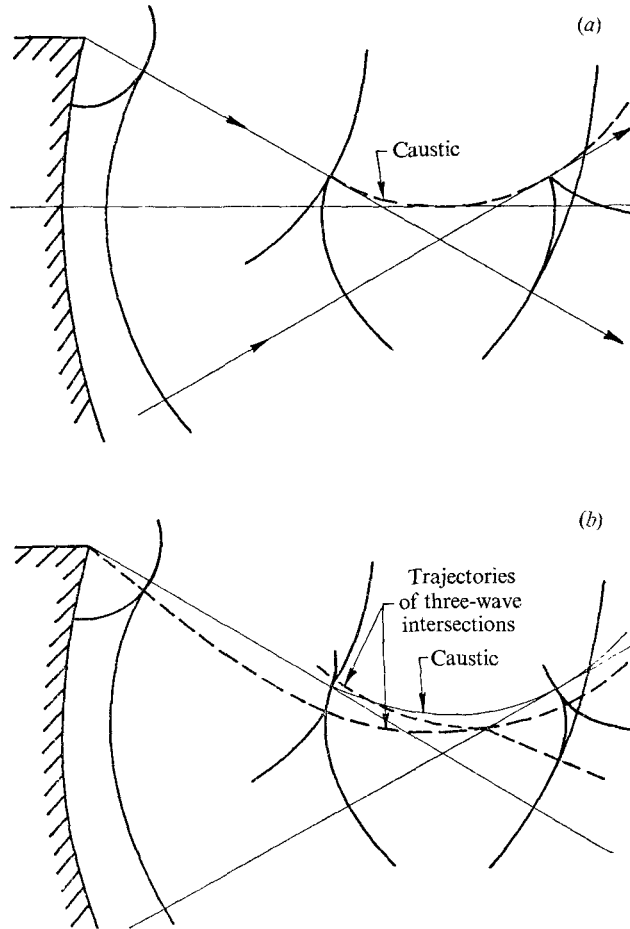 (a)
Caustic
(b)
Trajectories
of three-wave
intersections
Caustic